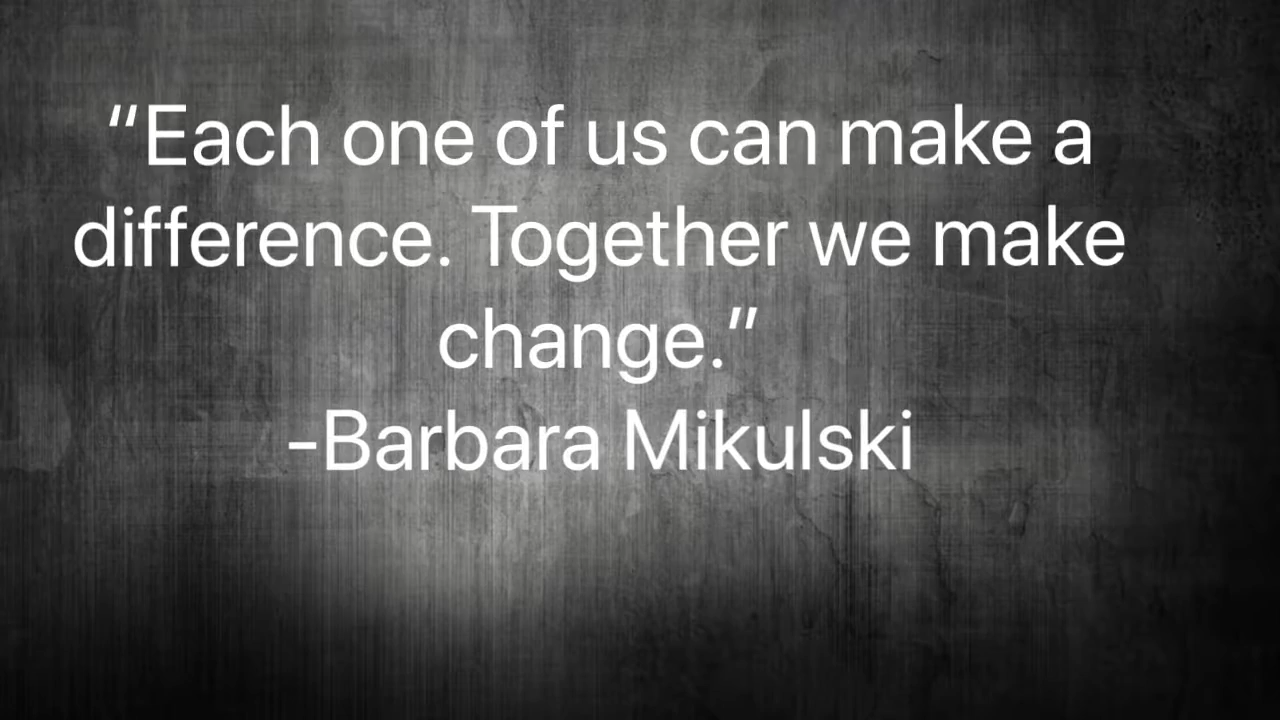 “Each one of us can make a
difference. Together we make
change.”
-Barbara Mikulski